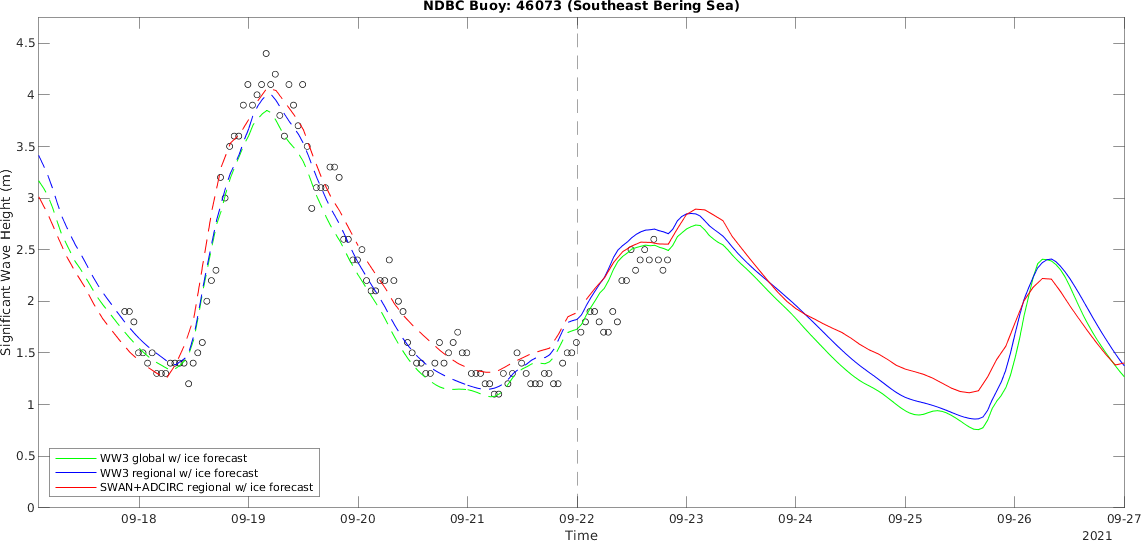 NDBC Buoy: 46073 (Southeast Bering Sea)
4.5
4
3.5
3
2.5
2
1.5
1
0.5
0
Significant Wave Height (m)
WW3 global w/ ice forecast
WW3 regional w/ ice forecast
SWAN+ADCIRC regional w/ ice forecast
09-18 09-19 09-20 09-21 09-22 09-23 09-24 09-25 09-26 09-27
Time
2021